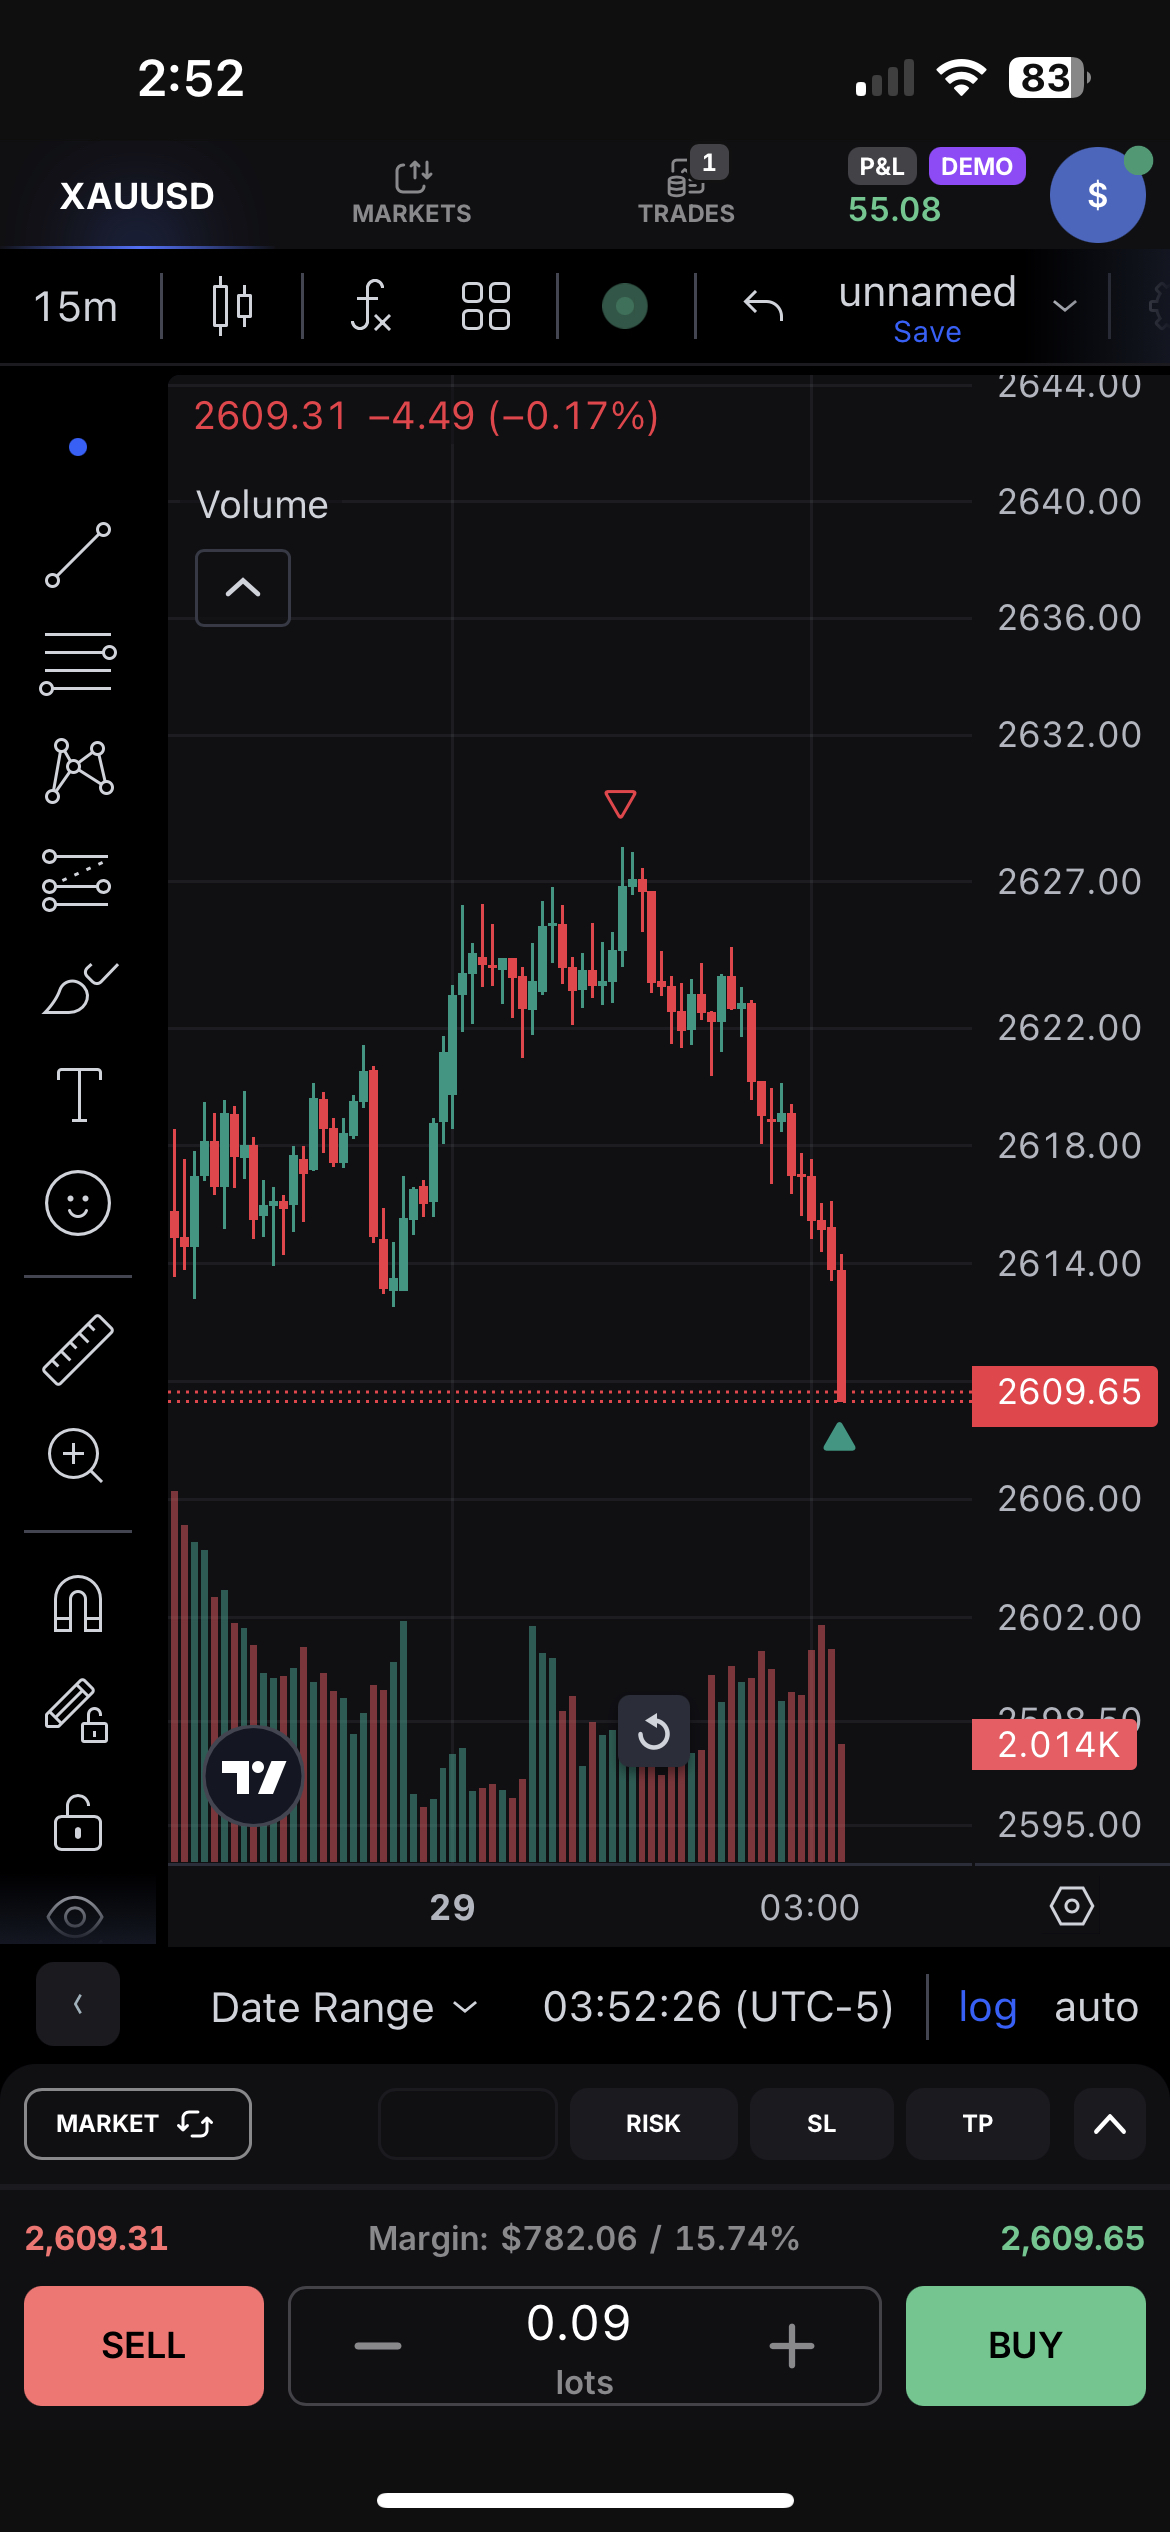 2:52
83
XAUUSD
MARKETS
1
TRADES
P&L
DEMO
55.08
$
15m
unnamed
Save
2609.31 −4.49 (−0.17%)
Volume
2644.00
2640.00
2636.00
2632.00
2627.00
2622.00
2618.00
2614.00
2609.65
2606.00
2602.00
2598.50
2.014K
2595.00
29
03:00
Date Range
03:52:26 (UTC-5)
log
auto
MARKET
RISK
SL
TP
2,609.31
Margin: $782.06 / 15.74%
2,609.65
SELL
0.09
lots
BUY